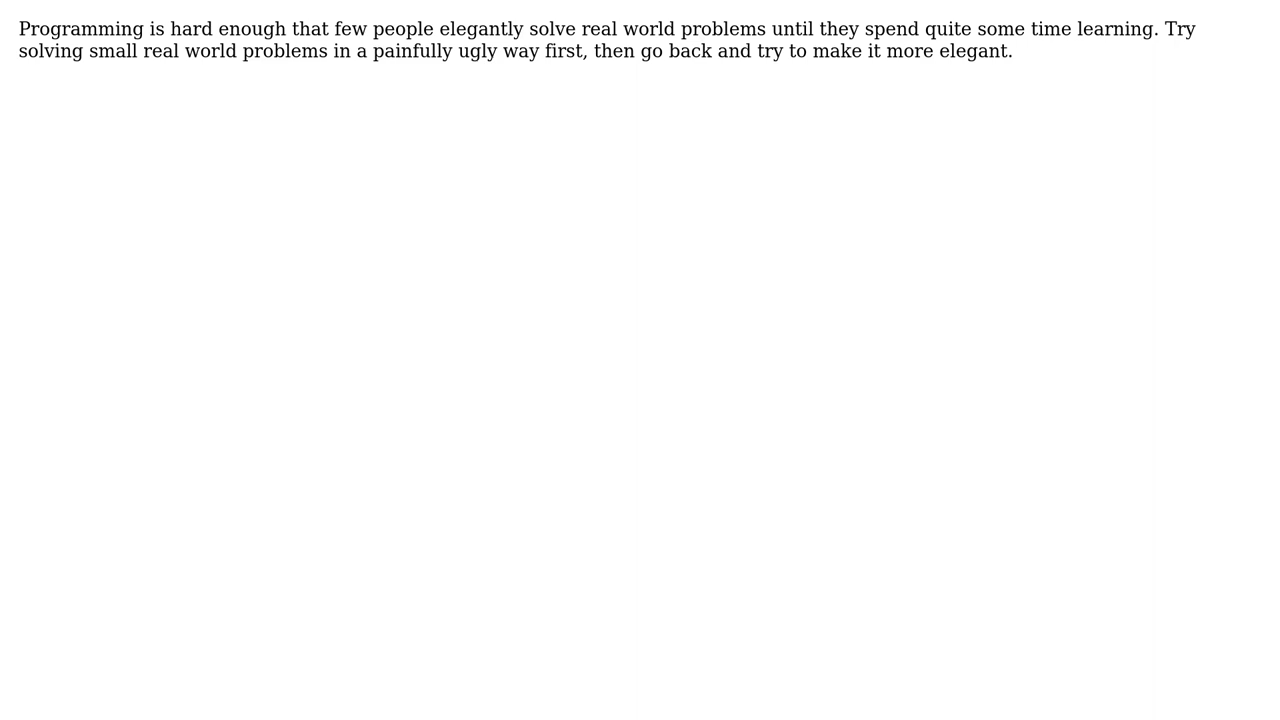 Programming is hard enough that few people elegantly solve real world problems until they spend quite some time learning. Try
solving small real world problems in a painfully ugly way first, then go back and try to make it more elegant.